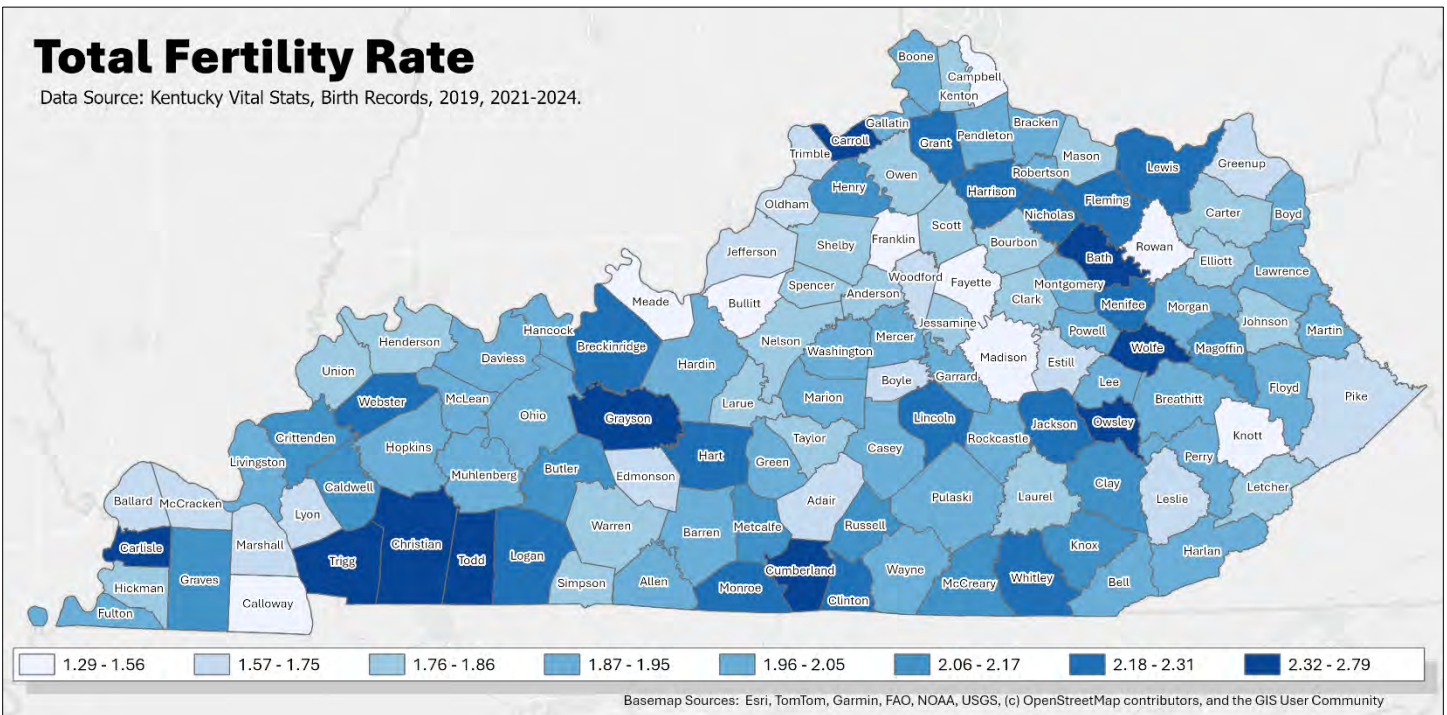 Total Fertility Rate
Data Source: Kentucky Vital Stats, Birth Records, 2019, 2021-2024.
Boone
Campbell
Kenton
Gallatin
Bracken
Carroll
Grant
Pendleton
Trimble
Mason
Lewis
Greenup
Owen
Robertson
Henry
Harrison
Fleming
Oldham
Nicholas
Carter
Boyd
Scott
Franklin
Bourbon
Shelby
Rowan
Jefferson
Bath
Elliott
Lawrence
Woodford
Fayette
Montgomery
Spencer
Anderson
Clark
Menifee
Morgan
Meade
Bullitt
Jessamine
Johnson
Martin
Powell
Hancock
Nelson
Mercer
Henderson
Breckinridge
Washington
Madison
Wolfe
Magoffin
Daviess
Hardin
Estill
Union
Boyle
Garrard
Lee
Floyd
Pike
Webster
McLean
Larue
Marion
Breathitt
Ohio
Grayson
Lincoln
Jackson
Owsley
Crittenden
Taylor
Rockcastle
Knott
Hopkins
Casey
Livingston
Hart
Green
Perry
Butler
Muhlenberg
Edmonson
Clay
Caldwell
Letcher
Ballard
McCracken
Adair
Pulaski
Laurel
Leslie
Lyon
Warren
Barren
Metcalfe
Russell
Marshall
Christian
Carlisle
Knox
Harlan
Trigg
Todd
Logan
Cumberland
Wayne
Graves
Whitley
Hickman
Simpson
Allen
Monroe
McCreary
Bell
Calloway
Clinton
Fulton
1.29 - 1.56
1.57 - 1.75
1.76 - 1.86
1.87 - 1.95
1.96 - 2.05
2.06 - 2.17
2.18 - 2.31
2.32 - 2.79
Basemap Sources: Esri, TomTom, Garmin, FAO, NOAA, USGS, (c) OpenStreetMap contributors, and the GIS User Community